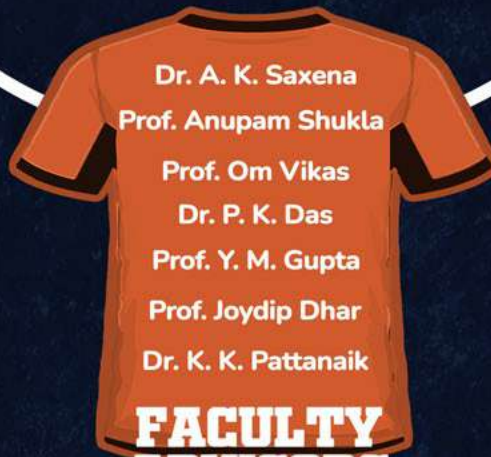 Dr. A. K. Saxena
Prof. Anupam Shukla
Prof. Om Vikas
Dr. P. K. Das
Prof. Y. M. Gupta
Prof. Joydip Dhar
Dr. K. K. Pattanaik
FACULTY